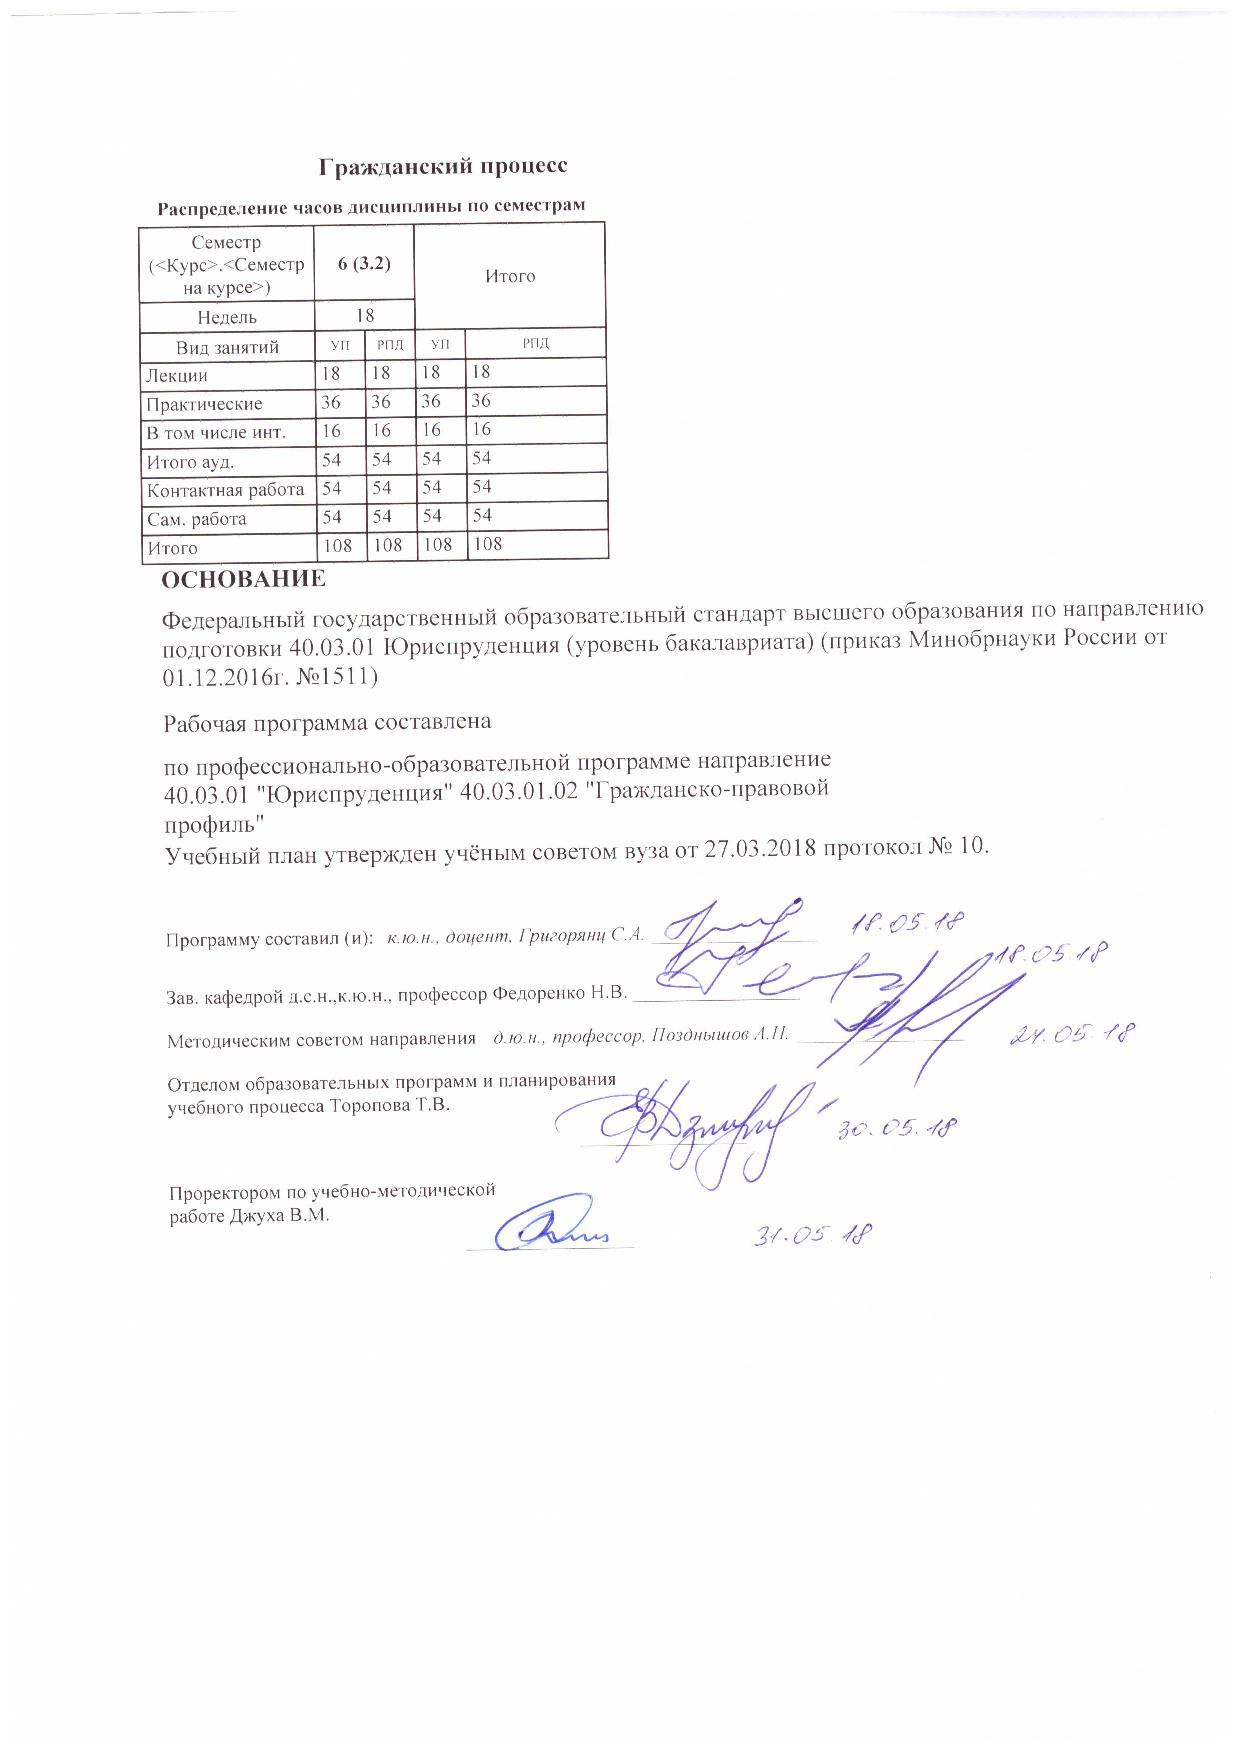 Гражданский процесс
Распределение часов дисциплины по семестрам
Семестр
(<Курс>.<Семестр
на курсе>)
6 (3.2)
Итого
Недель 18
Вид занятий УП РПД УП РПД
Лекции 18 18 18 18
Практические 36 36 36 36
В том числе инт. 16 16 16 16
Итого ауд. 54 54 54 54
Контактная работа 54 54 54 54
Сам. работа 54 54 54 54
Итого 108 108 108 108
ОСНОВАНИЕ
Федеральный государственный образовательный стандарт высшего образования по направлению
подготовки 40.03.01 Юриспруденция (уровень бакалавриата) (приказ Минобрнауки России от
01.12.2016г. №1511)
Рабочая программа составлена
по профессионально-образовательной программе направление
40.03.01 "Юриспруденция" 40.03.01.02 "Гражданско-правовой
профиль"
Учебный план утвержден учёным советом вуза от 27.03.2018 протокол № 10.
Программу составил (и): к.ю.н., доцент, Григорянц С.А. 18.05.18
18.05.18
Зав. кафедрой д.с.н.,к.ю.н., профессор Федоренко Н.В.
Методическим советом направления д.ю.н., профессор, Позднышов А.Н. 24.05.18
Отделом образовательных программ и планирования
учебного процесса Торопова Т.В.
30.05.18
Проректором по учебно-методической
работе Джуха В.М.
31.05.18